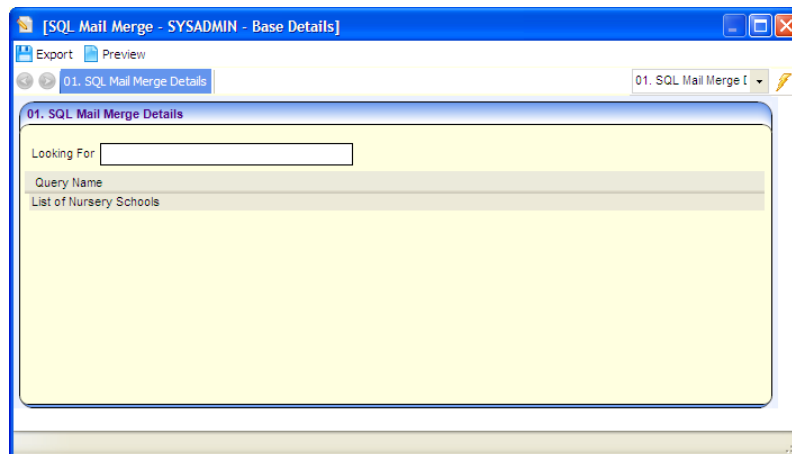 [SQL Mail Merge - SYSADMIN - Base Details]
Export Preview
01. SQL Mail Merge Details 01. SQL Mail Merge
01. SQL Mail Merge Details
Looking For
Query Name
List of Nursery Schools